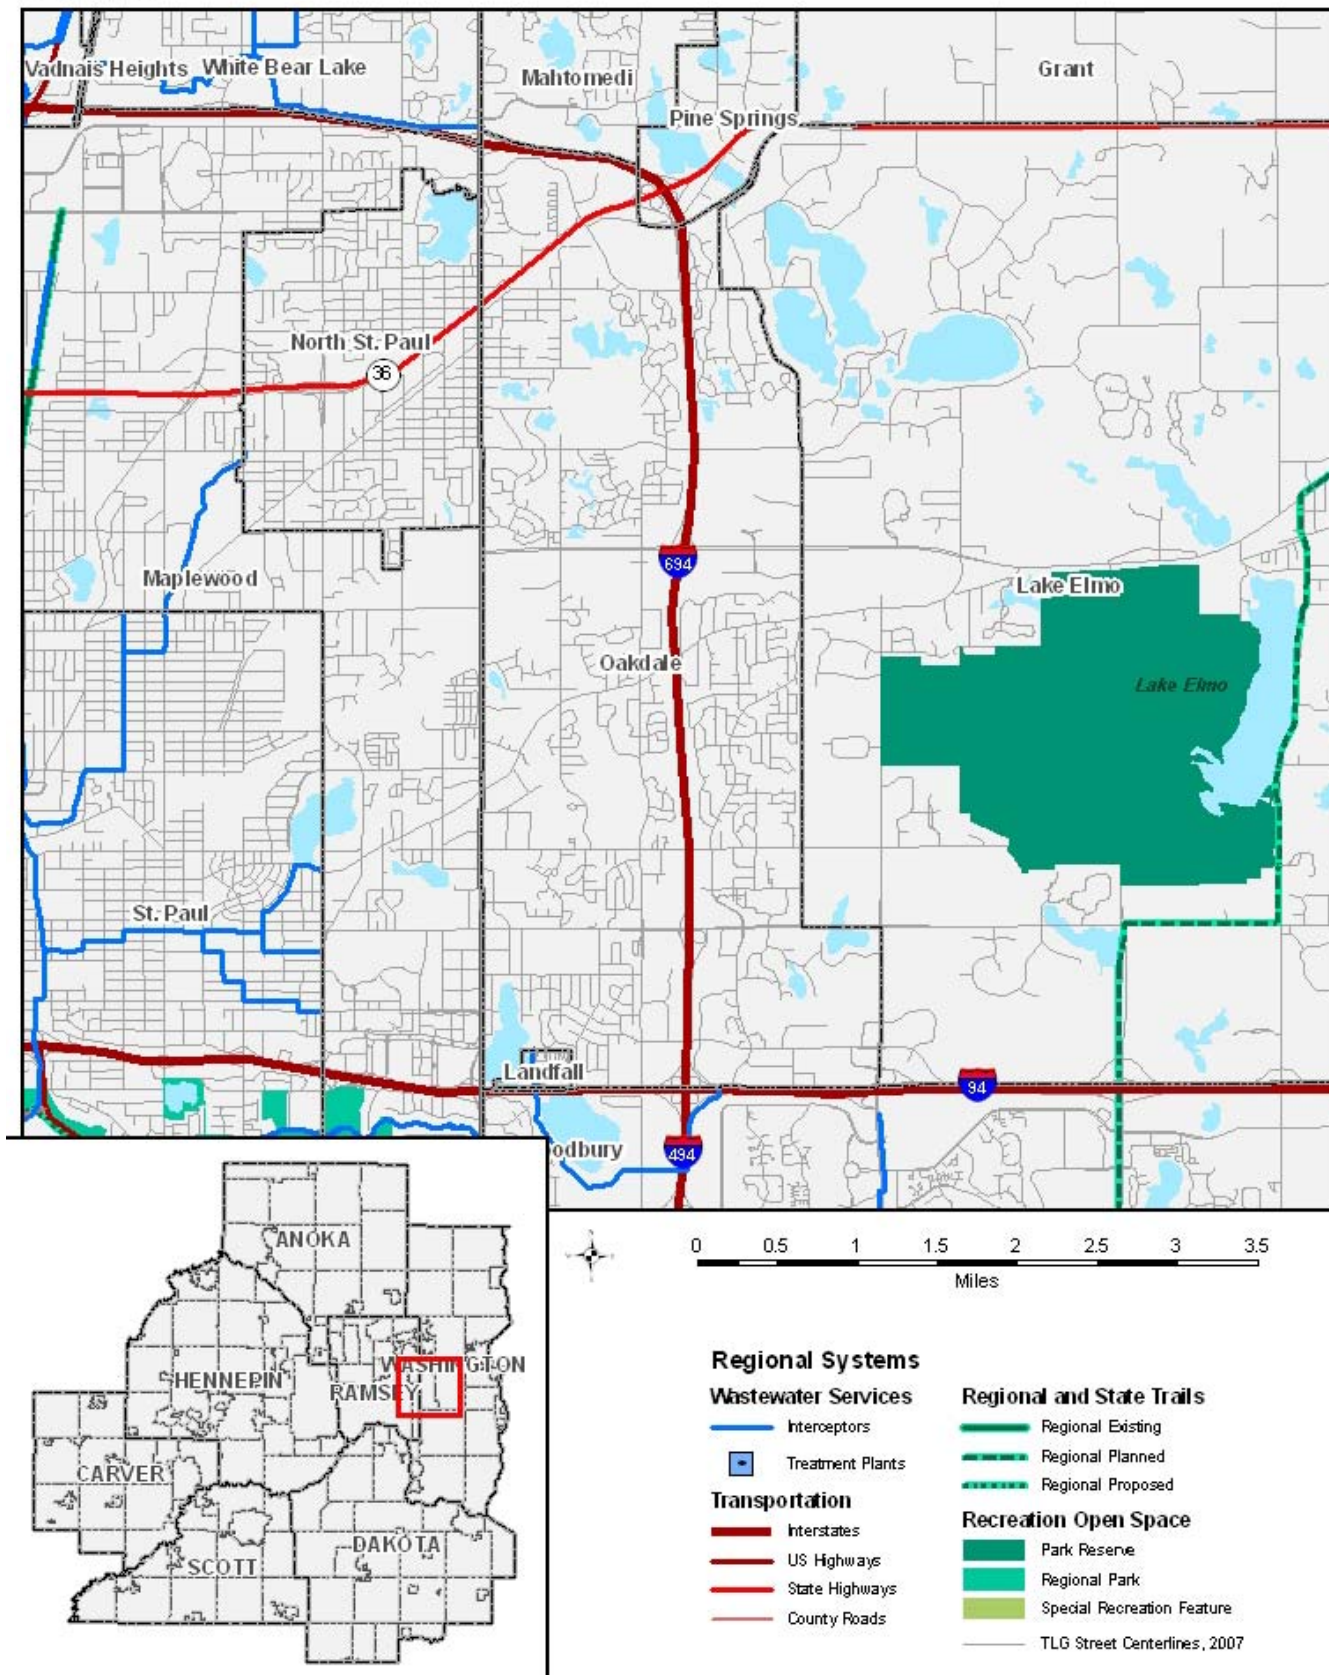 Vadnais Heights
White Bear Lake
Mahtomedi
Grant
Pine Springs
North St. Paul
36
694
Maplewood
Lake Elmo
Oakdale
Lake Elmo
St. Paul
Landfall
94
494
odbury
ANOKA
WASHINGTON
HENNEPIN
RAMSEY
CARVER
DAKOTA
SCOTT
0 0.5 1 1.5 2 2.5 3 3.5
Miles
Regional Systems
Wastewater Services
Interceptors
Treatment Plants
Transportation
Interstates
US Highways
State Highways
County Roads
Regional and State Trails
Regional Existing
Regional Planned
Regional Proposed
Recreation Open Space
Park Reserve
Regional Park
Special Recreation Feature
TLG Street Centerlines, 2007